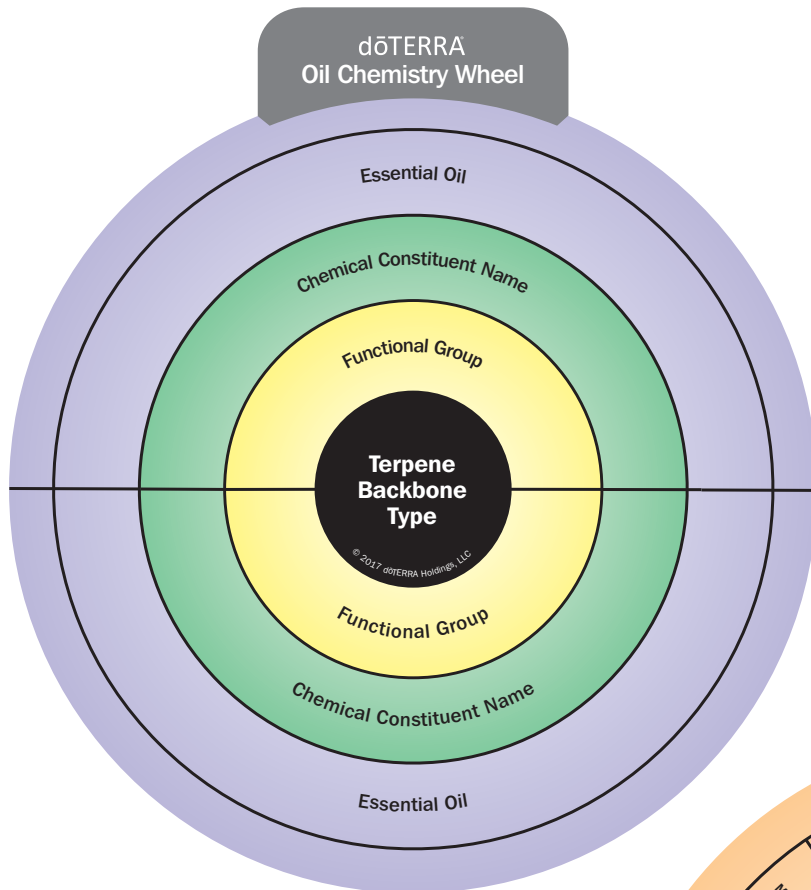 dōTERRA®
Oil Chemistry Wheel
Essential Oil
Chemical Constituent Name
Functional Group
Terpene
Backbone
Type
© 2017 dōTERRA Holdings, LLC
Functional Group
Chemical Constituent Name
Essential Oil